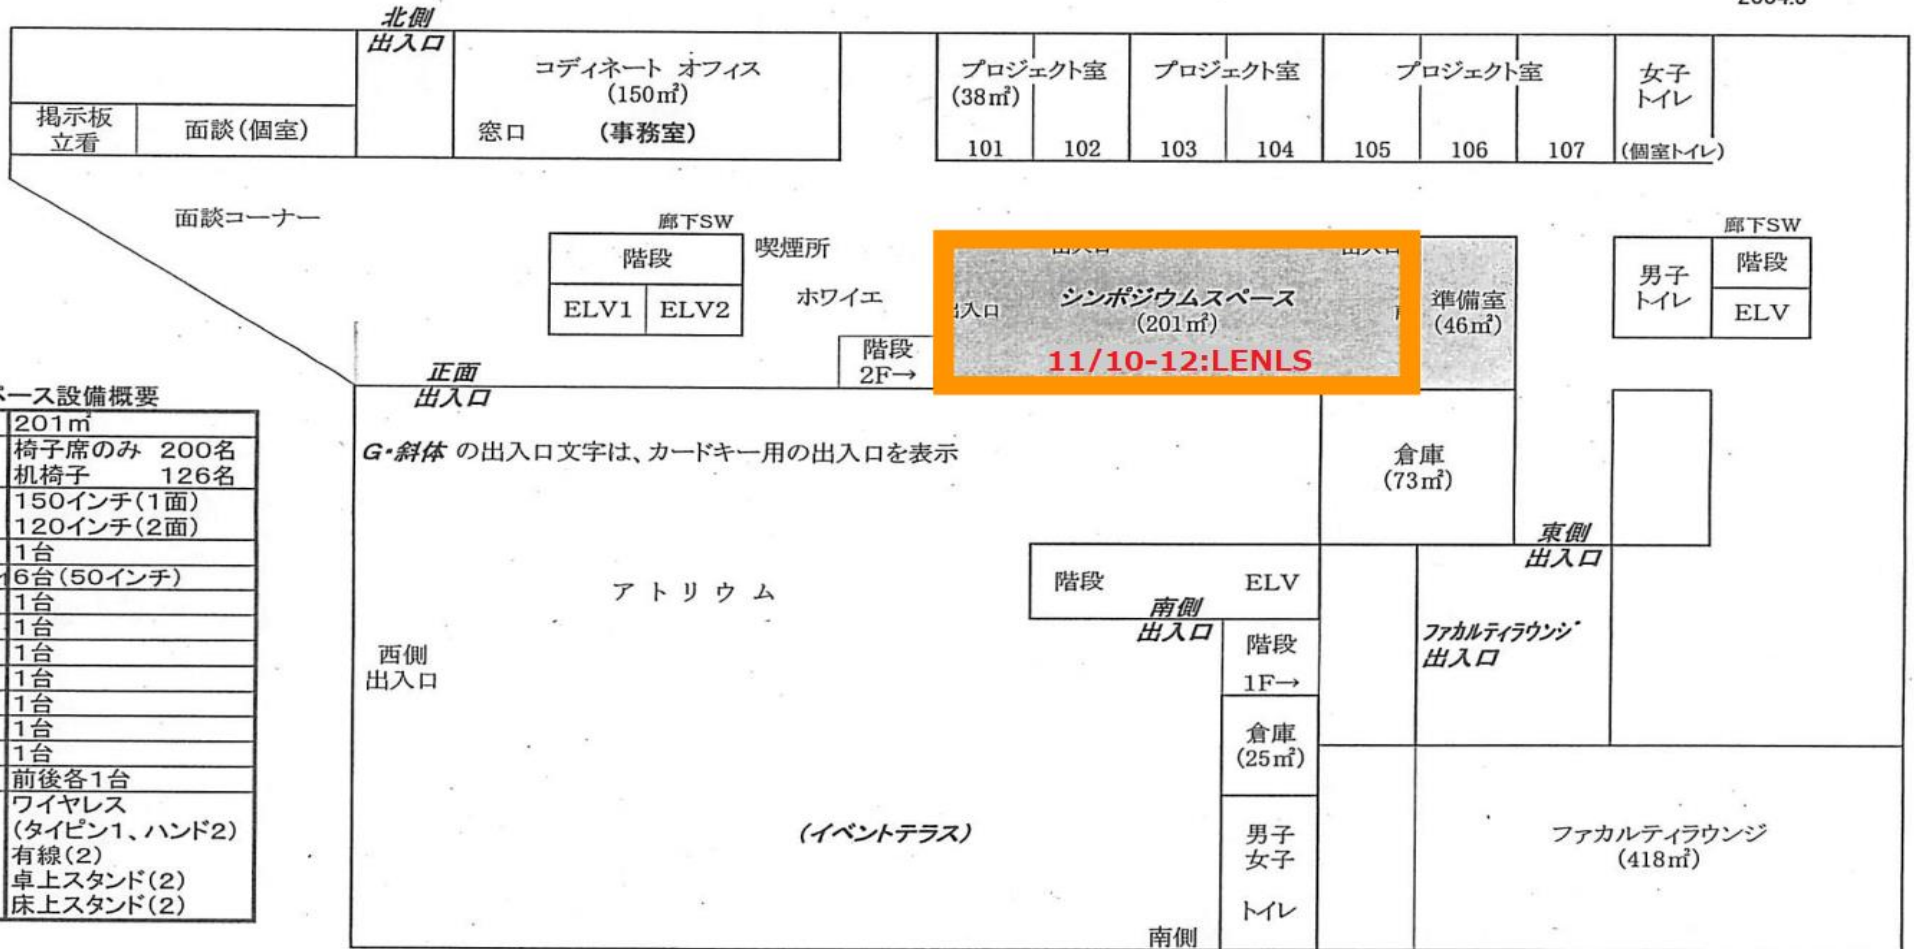 北側
出入口
コディネート オフィス
(150㎡)
窓口 (事務室)
掲示板
立看
面談(個室)
プロジェクト室
(38㎡)
プロジェクト室
プロジェクト室
101 102 103 104 105 106 107
女子
トイレ
(個室トイレ)
面談コーナー
廊下SW
階段
ELV1 ELV2
喫煙所
ホワイエ
階段
2F→
シンポジウムスペース
(201㎡)
11/10-12:LENLS
準備室
(46㎡)
男子
トイレ
廊下SW
階段
ELV
正面
出入口
G・斜体 の出入口文字は、カードキー用の出入口を表示
倉庫
(73㎡)
東側
出入口
アトリウム
階段 ELV
南側
出入口
階段
1F→
ファカルティラウンジ
出入口
西側
出入口
倉庫
(25㎡)
(イベントテラス)
男子
女子
トイレ
ファカルティラウンジ
(418㎡)
南側
ース設備概要
201㎡
椅子席のみ 200名
机椅子 126名
150インチ(1面)
120インチ(2面)
1台
6台(50インチ)
1台
1台
1台
1台
1台
1台
1台
前後各1台
ワイヤレス
(タイピン1、ハンド2)
有線(2)
卓上スタンド(2)
床上スタンド(2)